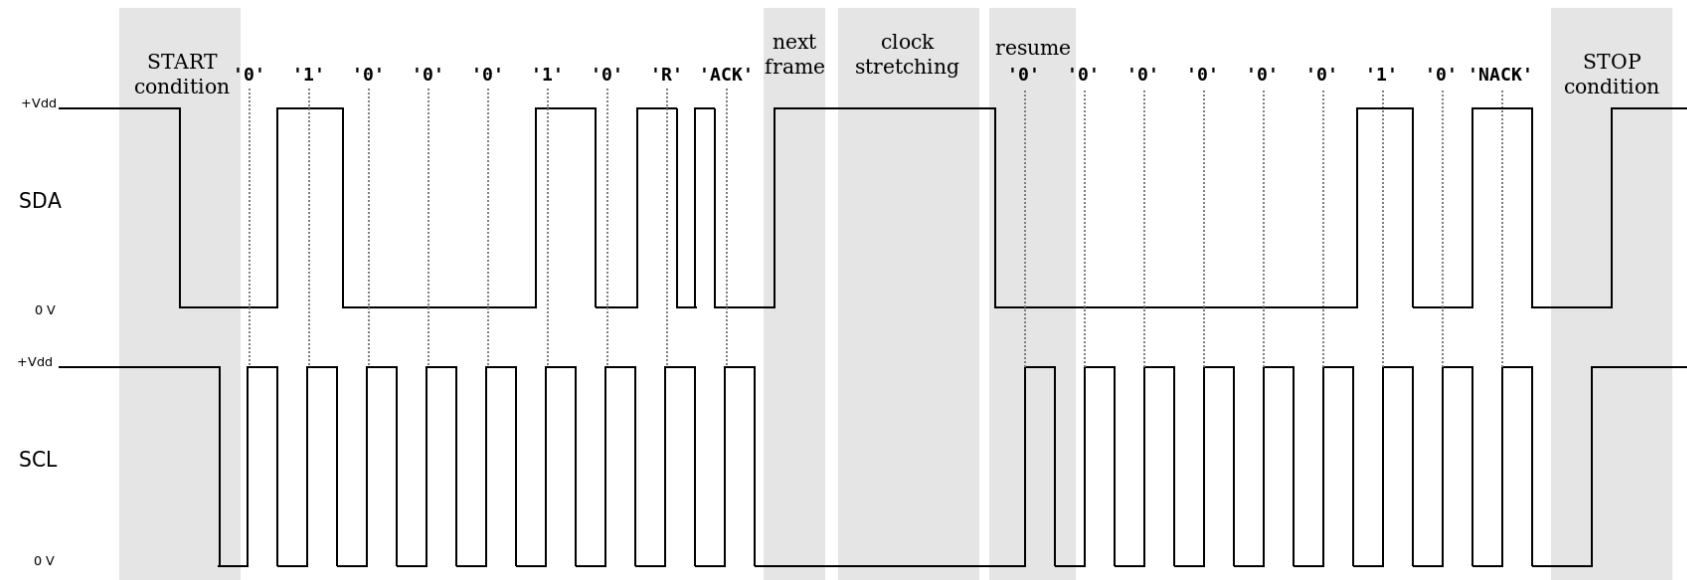 START
condition
next
frame
clock
stretching
resume
STOP
condition
'0' '1' '0' '0' '0' '1' '0' 'R' 'ACK' '0' '0' '0' '0' '0' '0' '1' '0' 'NACK'
+Vdd
SDA
0 V
+Vdd
SCL
0 V